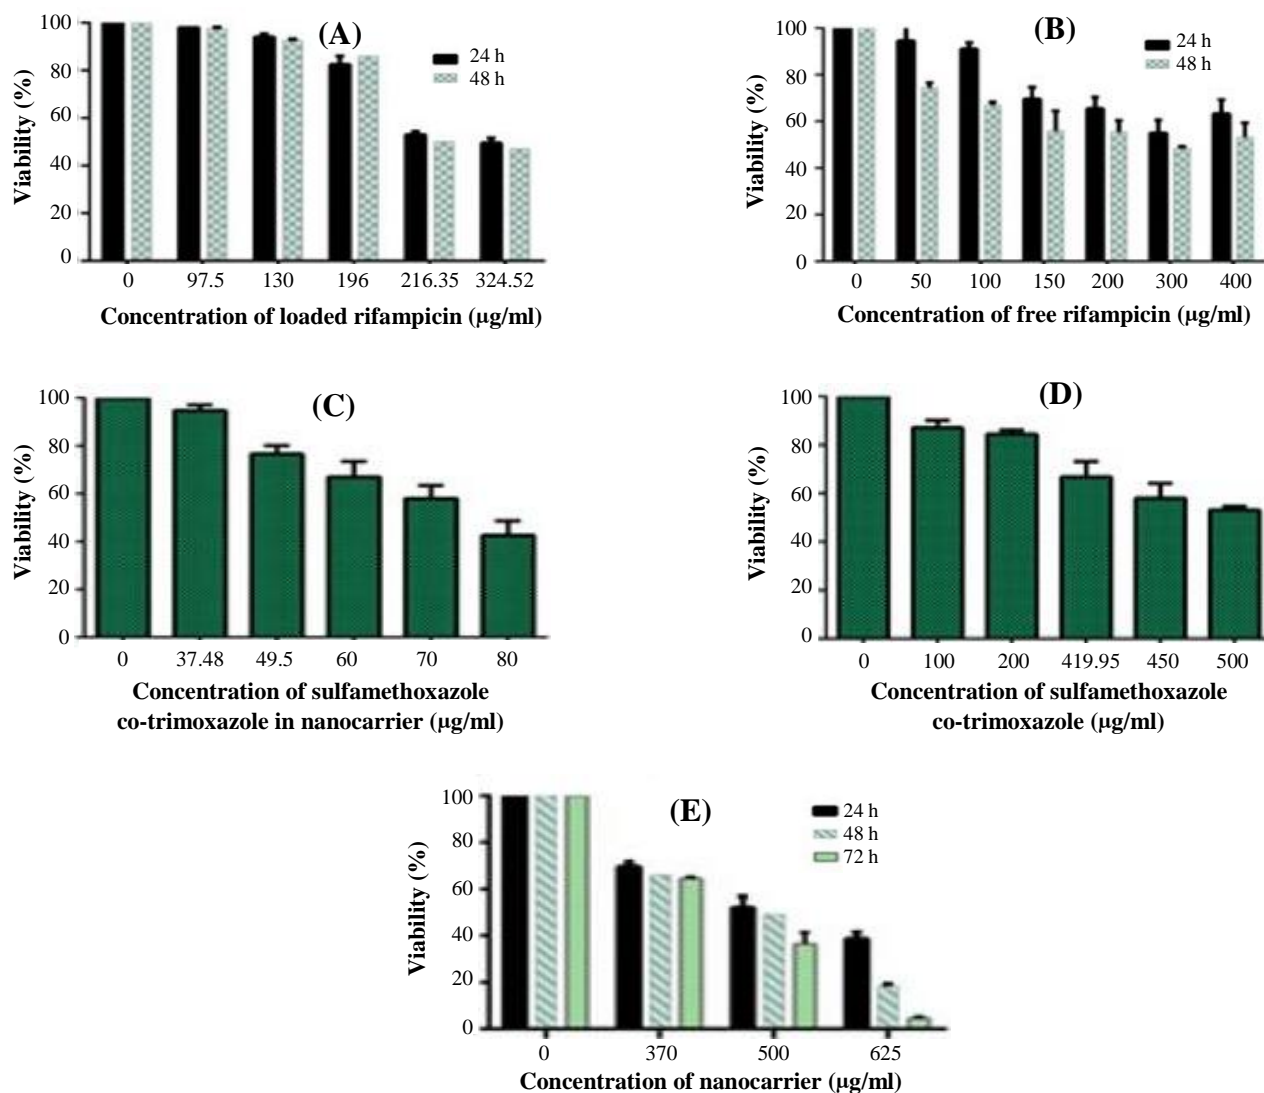 (A)
Viability (%)
100
80
60
40
20
0
24 h
48 h
0 97.5 130 196 216.35 324.52
Concentration of loaded rifampicin (µg/ml)
(B)
Viability (%)
100
80
60
40
20
0
24 h
48 h
0 50 100 150 200 300 400
Concentration of free rifampicin (µg/ml)
(C)
Viability (%)
100
80
60
40
20
0
0 37.48 49.5 60 70 80
Concentration of sulfamethoxazole
co-trimoxazole in nanocarrier (µg/ml)
(D)
Viability (%)
100
80
60
40
20
0
0 100 200 419.95 450 500
Concentration of sulfamethoxazole
co-trimoxazole (µg/ml)
(E)
Viability (%)
100
80
60
40
20
0
24 h
48 h
72 h
0 370 500 625
Concentration of nanocarrier (µg/ml)